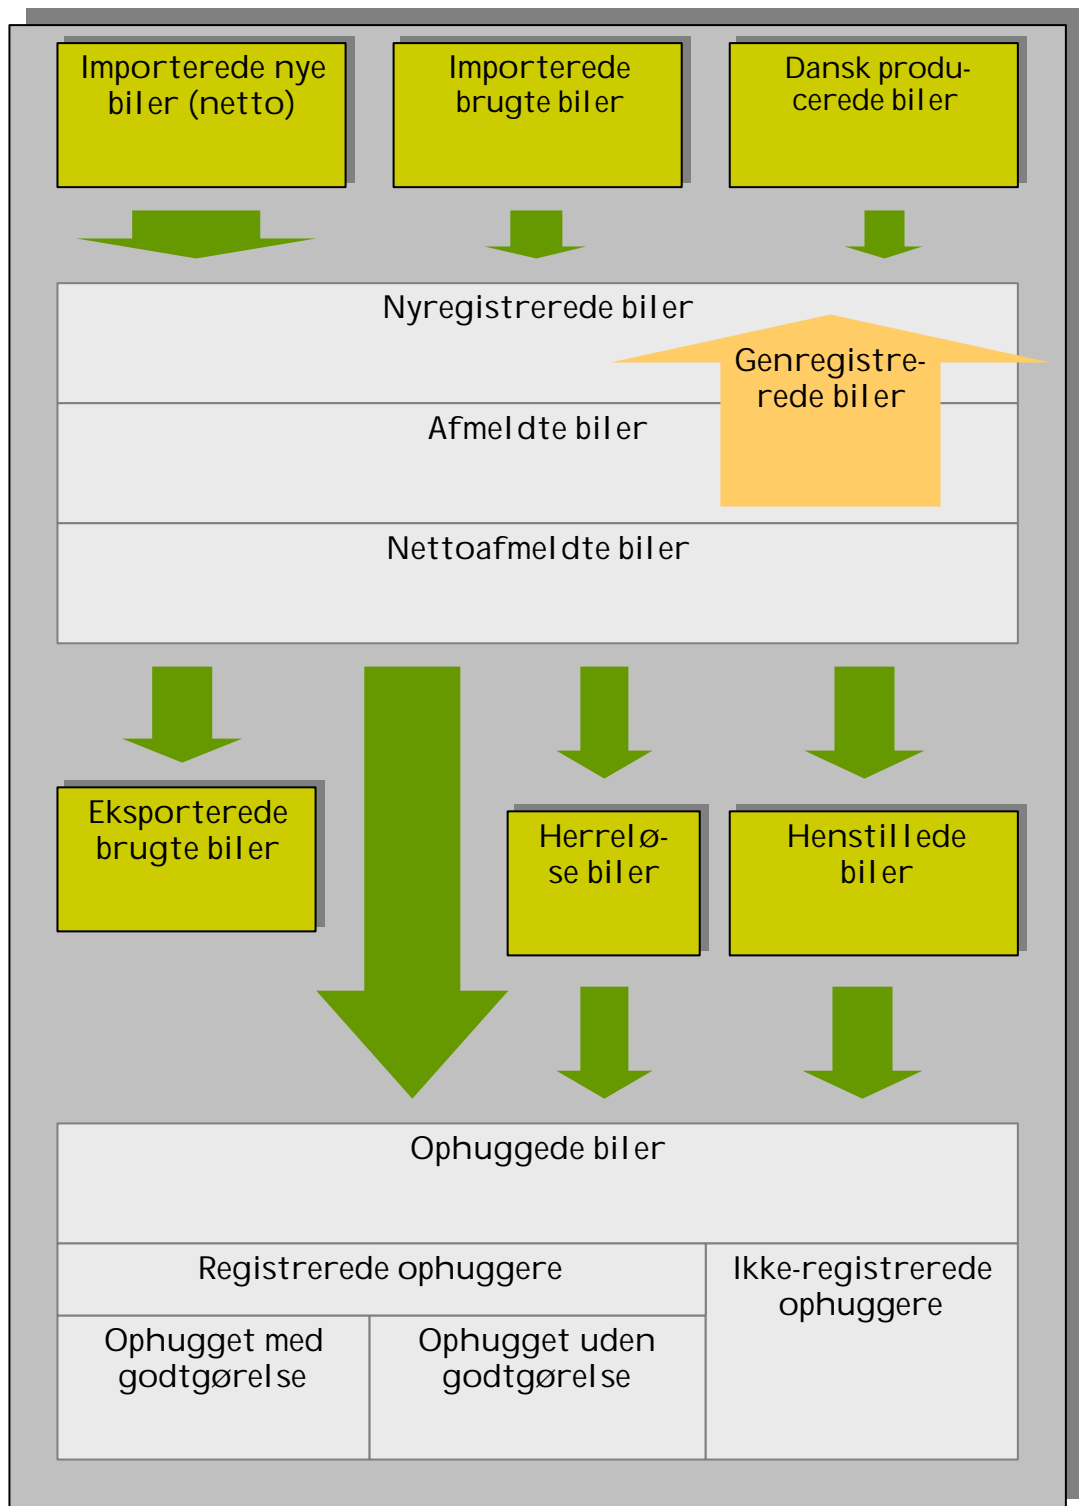 Importerede nye
biler (netto)
Importerede
brugte biler
Dansk produ-
cerede biler
Nyregistrerede biler
Genregistre-
rede biler
Afmeldte biler
Nettoafmeldte biler
Eksporterede
brugte biler
Herrelø-
se biler
Henstillede
biler
Ophuggede biler
Registrerede ophuggere
Ikke-registrerede
ophuggere
Ophugget med
godtgørelse
Ophugget uden
godtgørelse